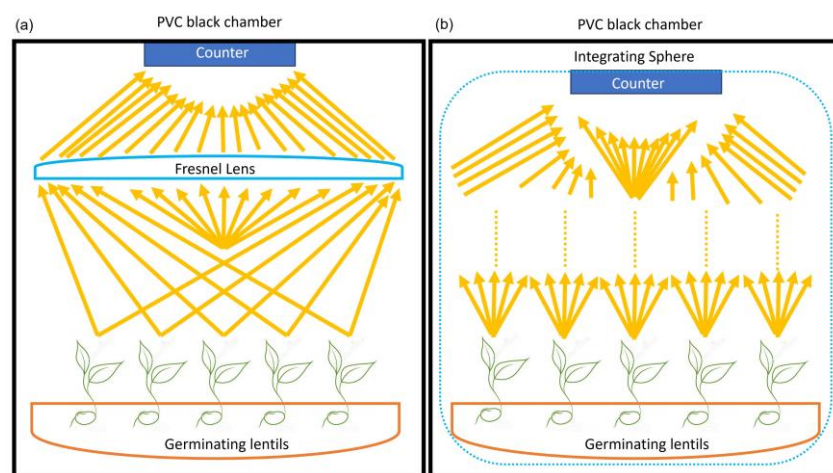 (a)
PVC black chamber
Counter
Fresnel Lens
Germinating lentils
(b)
PVC black chamber
Integrating Sphere
Counter
Germinating lentils